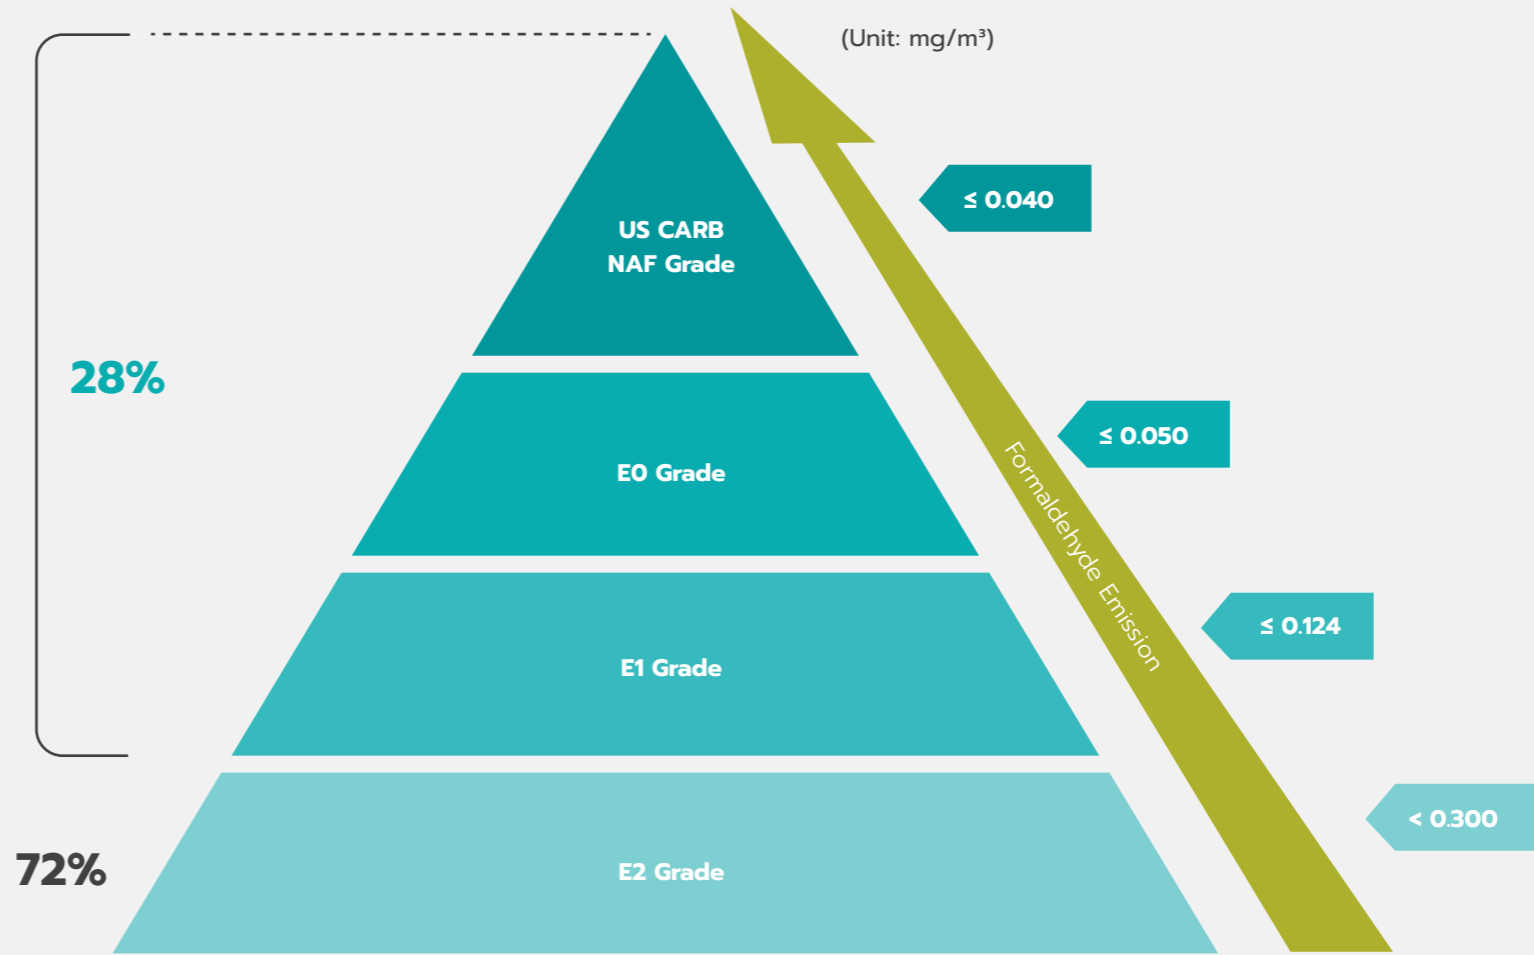 (Unit: mg/m³)
≤ 0.040
US CARB
NAF Grade
28%
≤ 0.050
E0 Grade
Formaldehyde Emission
≤ 0.124
E1 Grade
< 0.300
72%
E2 Grade